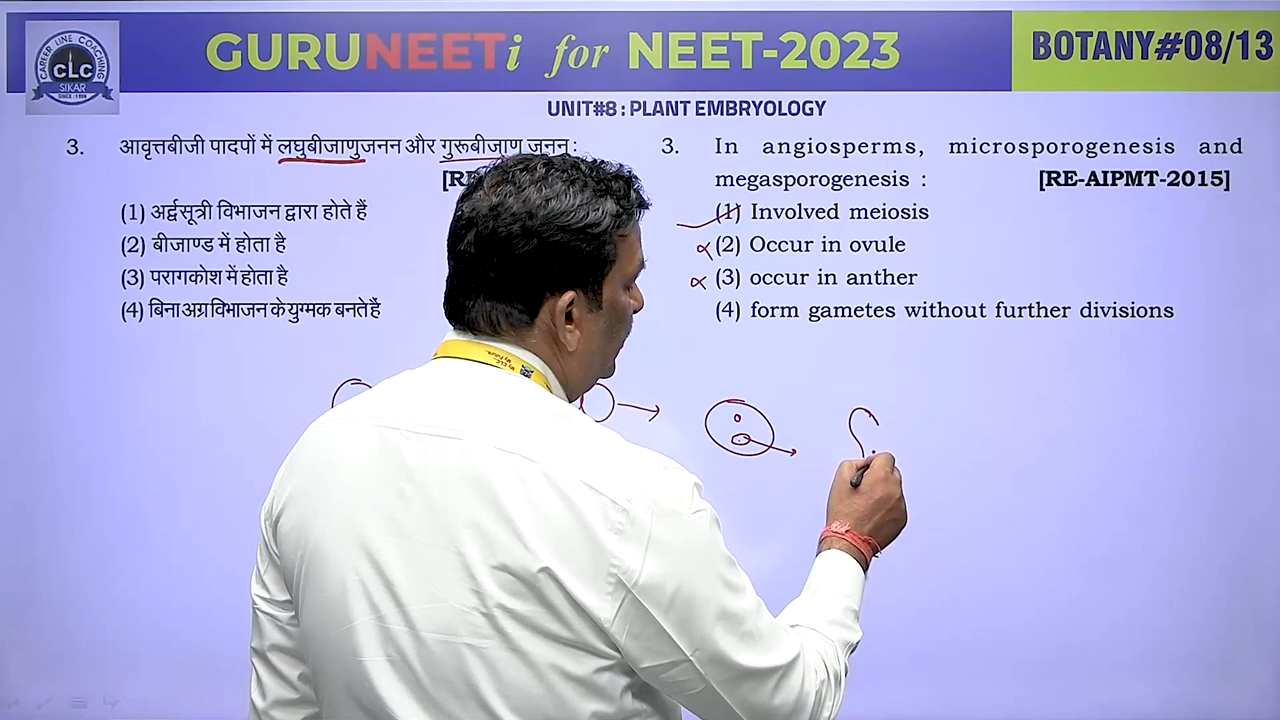 CAREER LINE COACHING
CLC
SIKAR
SINCE : 1996
GURUNEETi for NEET-2023
BOTANY#08/13
UNIT#8 : PLANT EMBRYOLOGY
3. आवृत्तबीजी पादपों में लघुबीजाणुजनन और गुरूबीजाणु जनन :
(1) अर्द्वसूत्री विभाजन द्वारा होते हैं
(2) बीजाण्ड में होता है
(3) परागकोश में होता है
(4) बिना अग्र विभाजन के युग्मक बनते हैं
3. In angiosperms, microsporogenesis and
megasporogenesis : [RE-AIPMT-2015]
(1) Involved meiosis
(2) Occur in ovule
(3) occur in anther
(4) form gametes without further divisions